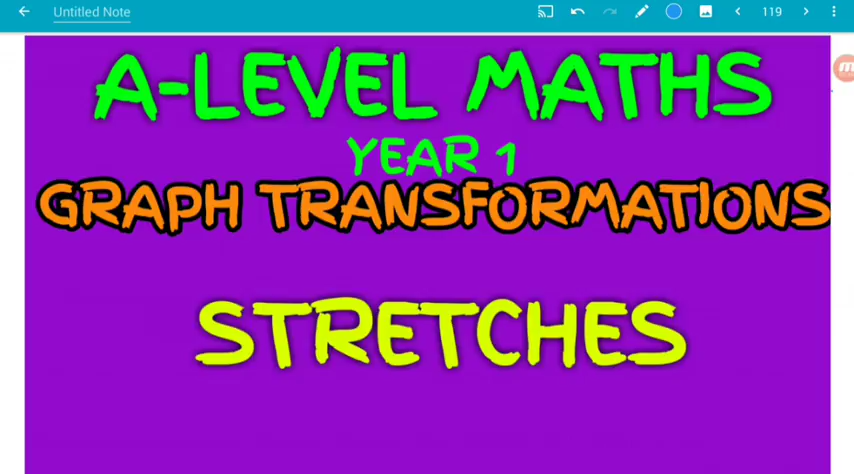 Untitled Note
119
A-LEVEL MATHS
YEAR 1
GRAPH TRANSFORMATIONS
STRETCHES